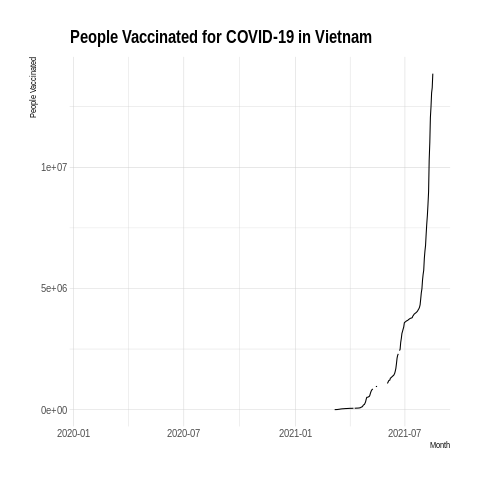 People Vaccinated for COVID-19 in Vietnam
People Vaccinated
1e+07
5e+06
0e+00
2020-01 2020-07 2021-01 2021-07
Month